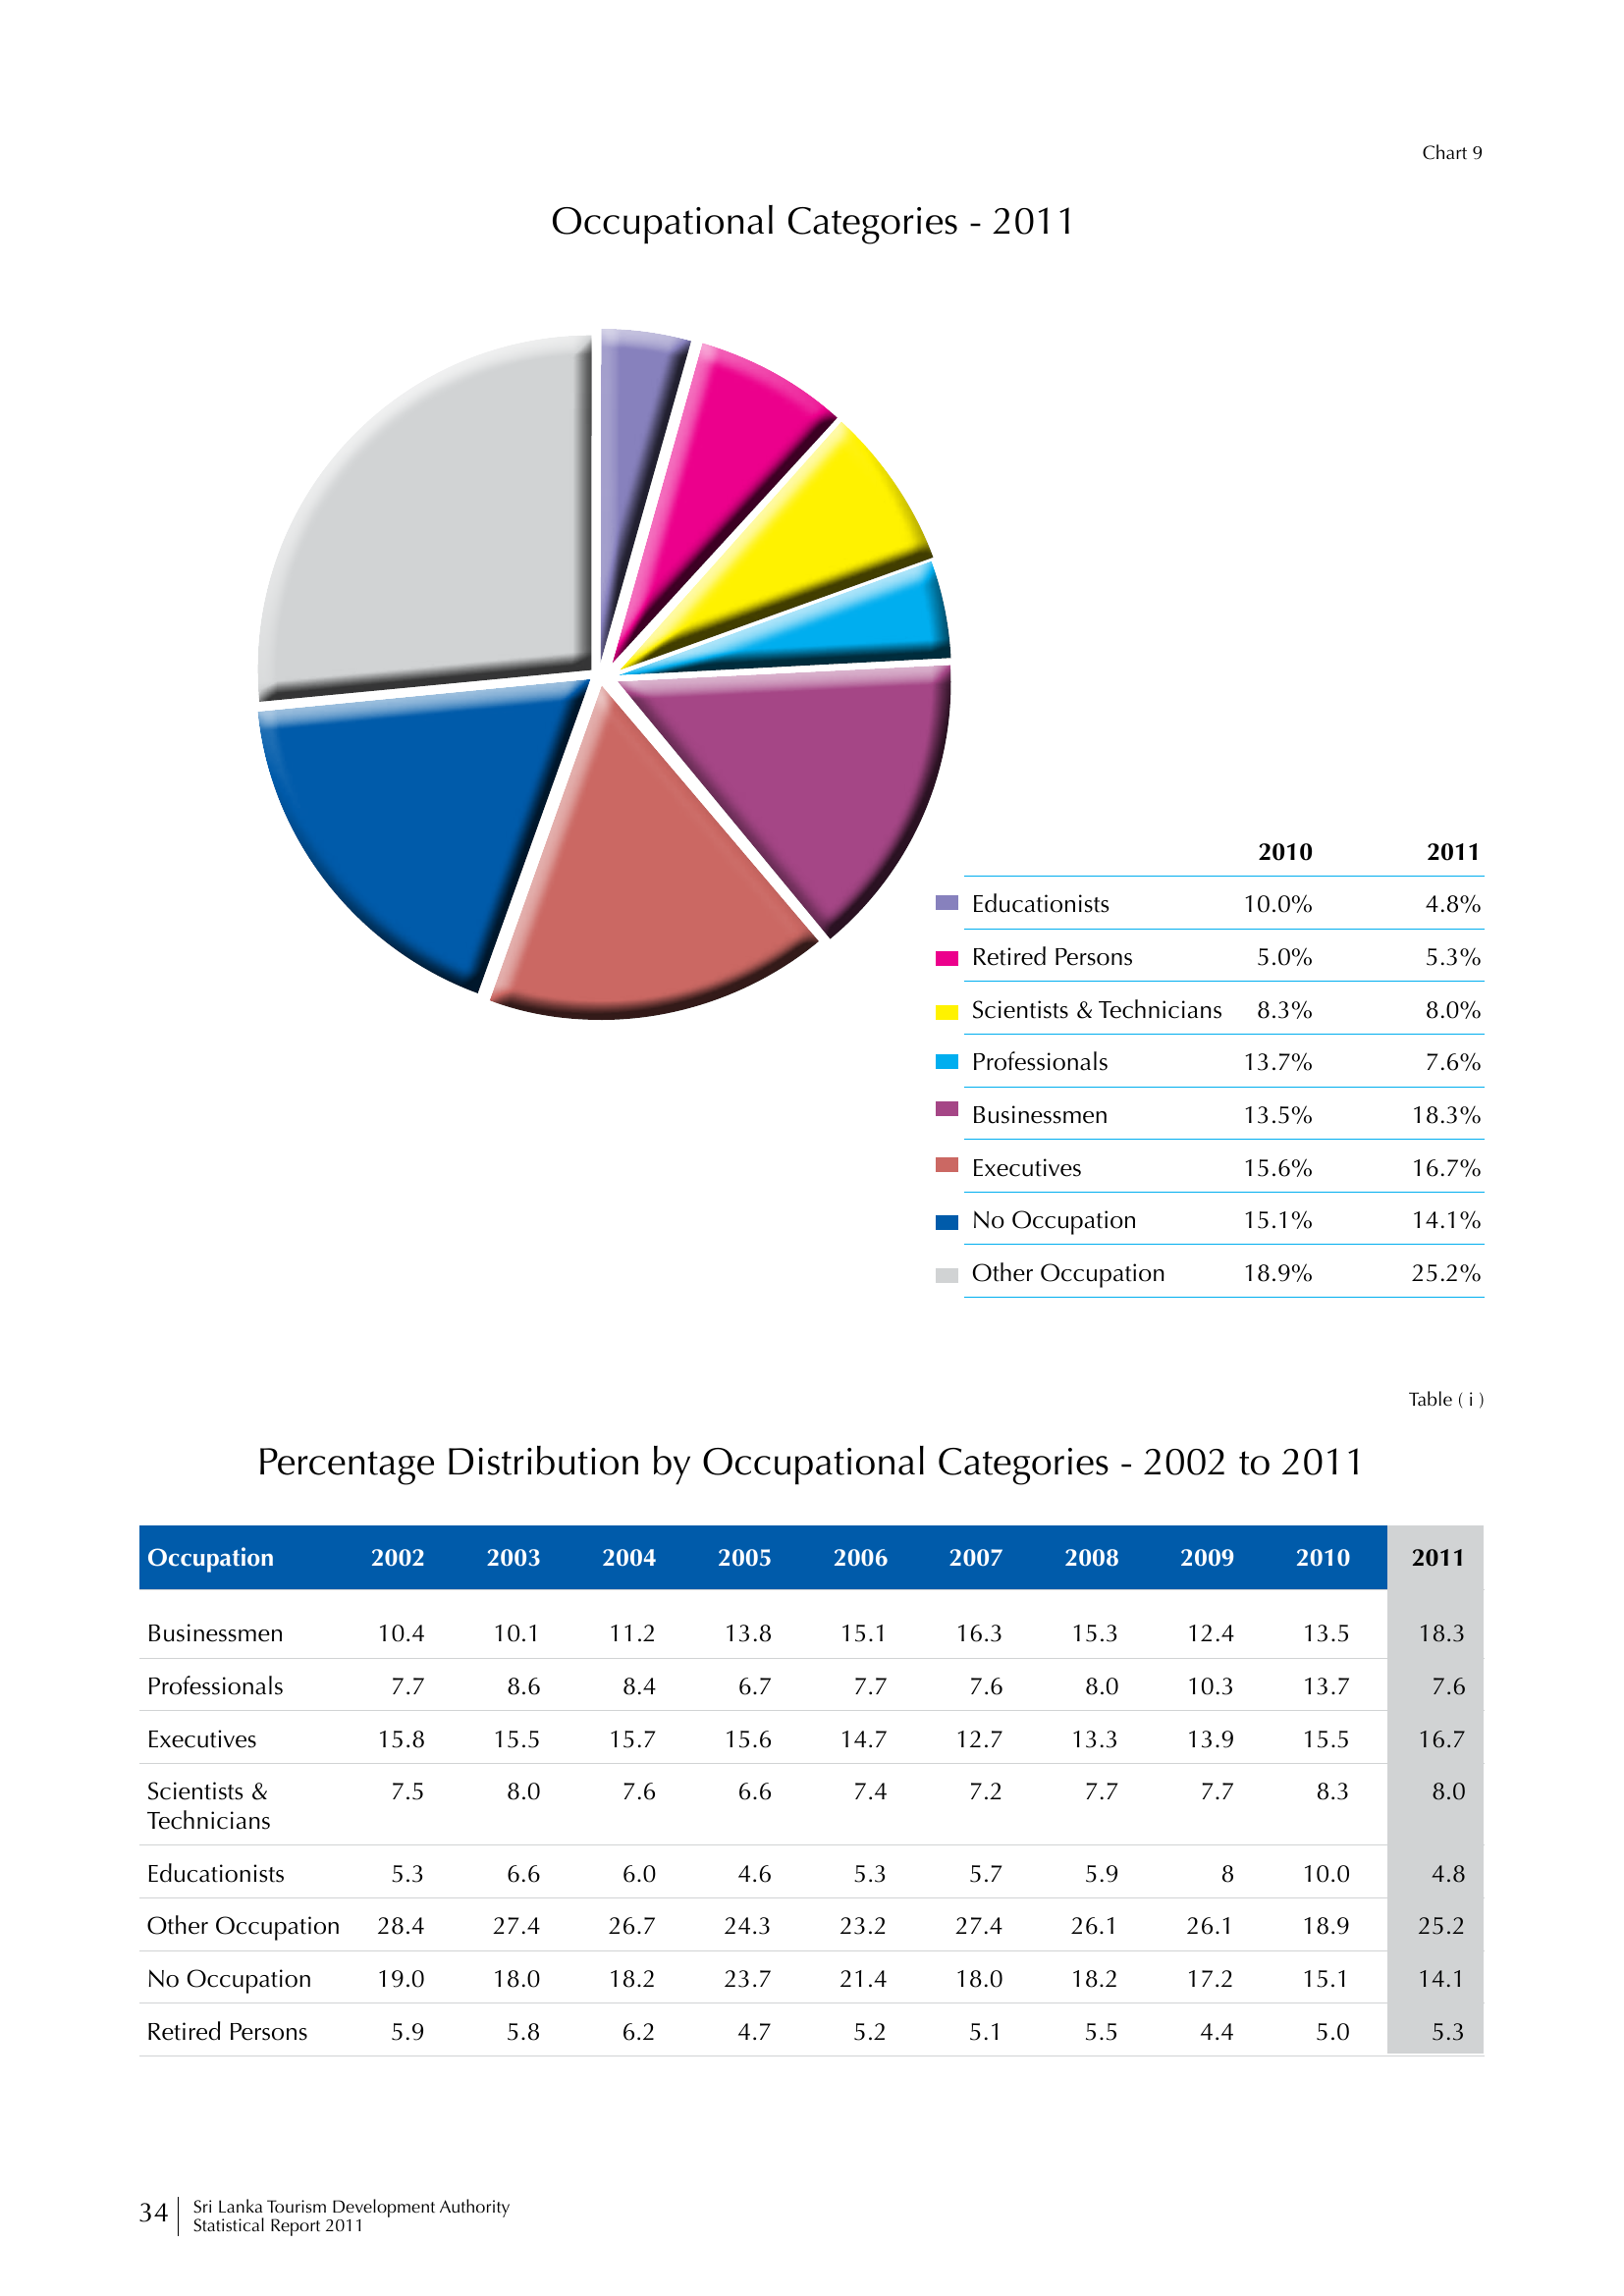 Chart 9
Occupational Categories - 2011
2010 2011
Educationists 10.0% 4.8%
Retired Persons 5.0% 5.3%
Scientists & Technicians 8.3% 8.0%
Professionals 13.7% 7.6%
Businessmen 13.5% 18.3%
Executives 15.6% 16.7%
No Occupation 15.1% 14.1%
Other Occupation 18.9% 25.2%
Table ( i )
Percentage Distribution by Occupational Categories - 2002 to 2011
Occupation 2002 2003 2004 2005 2006 2007 2008 2009 2010 2011
Businessmen 10.4 10.1 11.2 13.8 15.1 16.3 15.3 12.4 13.5 18.3
Professionals 7.7 8.6 8.4 6.7 7.7 7.6 8.0 10.3 13.7 7.6
Executives 15.8 15.5 15.7 15.6 14.7 12.7 13.3 13.9 15.5 16.7
Scientists & 7.5 8.0 7.6 6.6 7.4 7.2 7.7 7.7 8.3 8.0
Technicians
Educationists 5.3 6.6 6.0 4.6 5.3 5.7 5.9 8 10.0 4.8
Other Occupation 28.4 27.4 26.7 24.3 23.2 27.4 26.1 26.1 18.9 25.2
No Occupation 19.0 18.0 18.2 23.7 21.4 18.0 18.2 17.2 15.1 14.1
Retired Persons 5.9 5.8 6.2 4.7 5.2 5.1 5.5 4.4 5.0 5.3
34 Sri Lanka Tourism Development Authority
Statistical Report 2011